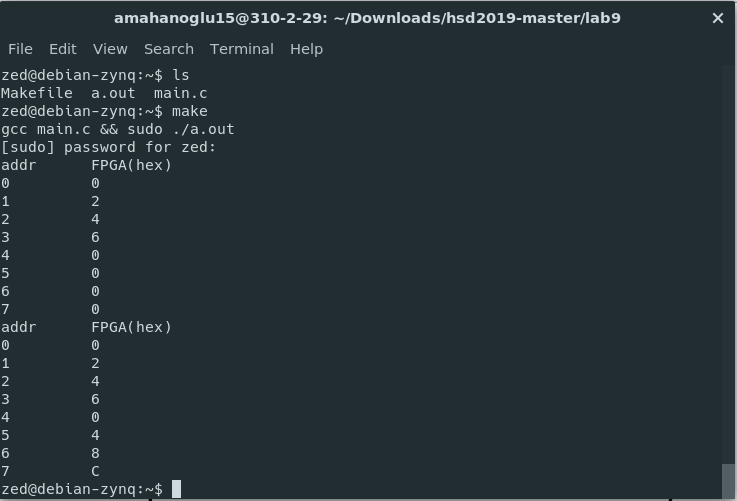 amahanoglu15@310-2-29: ~/Downloads/hsd2019-master/lab9
File Edit View Search Terminal Help
zed@debian-zynq:~$ ls
Makefile a.out main.c
zed@debian-zynq:~$ make
gcc main.c && sudo ./a.out
[sudo] password for zed:
addr FPGA(hex)
0 0
1 2
2 4
3 6
4 0
5 0
6 0
7 0
addr FPGA(hex)
0 0
1 2
2 4
3 6
4 0
5 4
6 8
7 C
zed@debian-zynq:~$